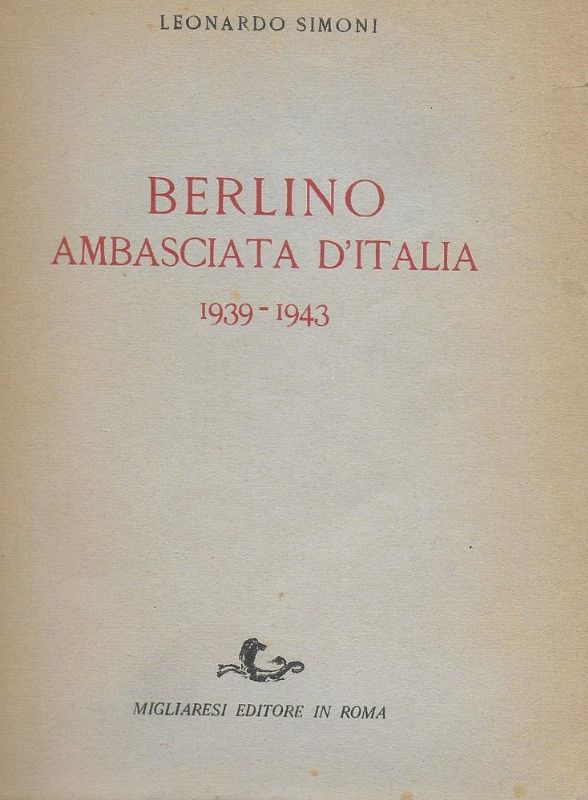 LEONARDO SIMONI
BERLINO
AMBASCIATA D'ITALIA
1939-1943
MIGLIARESI EDITORE IN ROMA